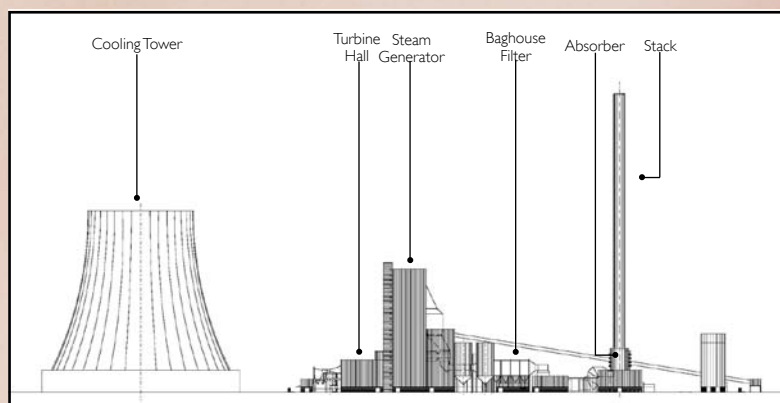 Cooling Tower
Turbine
Hall
Steam
Generator
Baghouse
Filter
Absorber
Stack